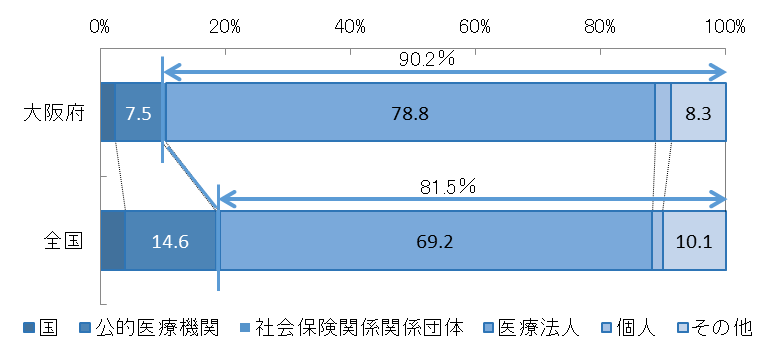 0% 20% 40% 60% 80% 100%
90.2%
大阪府 7.5 78.8 8.3
81.5%
全国 14.6 69.2 10.1
国 公的医療機関 社会保険関係関係団体 医療法人 個人 その他